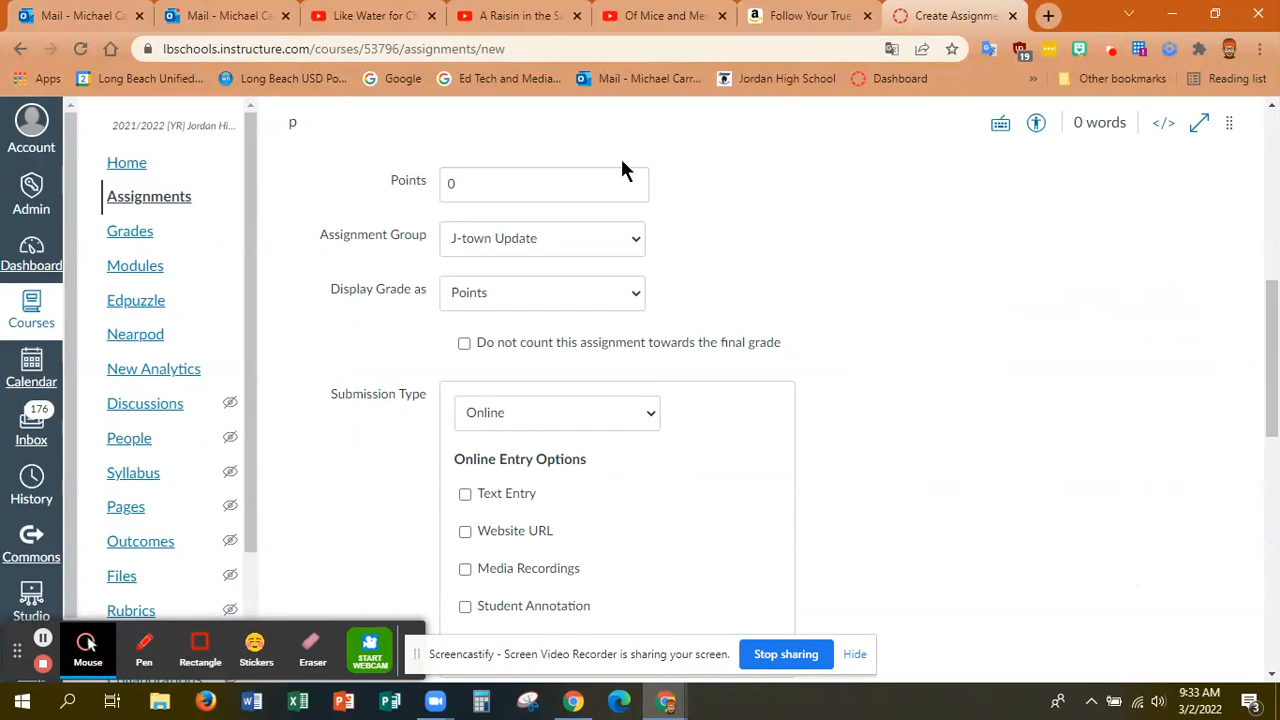 Mail - Michael Ca
Mail - Michael Car
Like Water for Ch
A Raisin in the Su
Of Mice and Men
Follow Your True
Create Assignme
lbschools.instructure.com/courses/53796/assignments/new
19
Apps
Long Beach Unified...
Long Beach USD Po...
Google
Ed Tech and Media...
Mail - Michael Carr...
Jordan High School
Dashboard
»
Other bookmarks
Reading list
Account
Admin
Dashboard
Courses
Calendar
176
Inbox
History
Commons
Studio
2021/2022 [YR] Jordan Hi...
Home
Assignments
Grades
Modules
Edpuzzle
Nearpod
New Analytics
Discussions
People
Syllabus
Pages
Outcomes
Files
Rubrics
p
0 words
</>
Points
0
Assignment Group
J-town Update
Display Grade as
Points
Do not count this assignment towards the final grade
Submission Type
Online
Online Entry Options
Text Entry
Website URL
Media Recordings
Student Annotation
Mouse
Pen
Rectangle
Stickers
Eraser
START
WEBCAM
Screencastify - Screen Video Recorder is sharing your screen.
Stop sharing
Hide
9:33 AM
3/2/2022
3